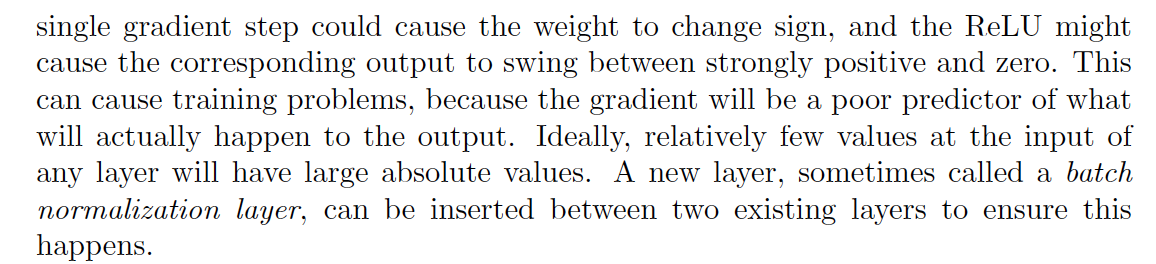 single gradient step could cause the weight to change sign, and the ReLU might
cause the corresponding output to swing between strongly positive and zero. This
can cause training problems, because the gradient will be a poor predictor of what
will actually happen to the output. Ideally, relatively few values at the input of
any layer will have large absolute values. A new layer, sometimes called a batch
normalization layer, can be inserted between two existing layers to ensure this
happens.